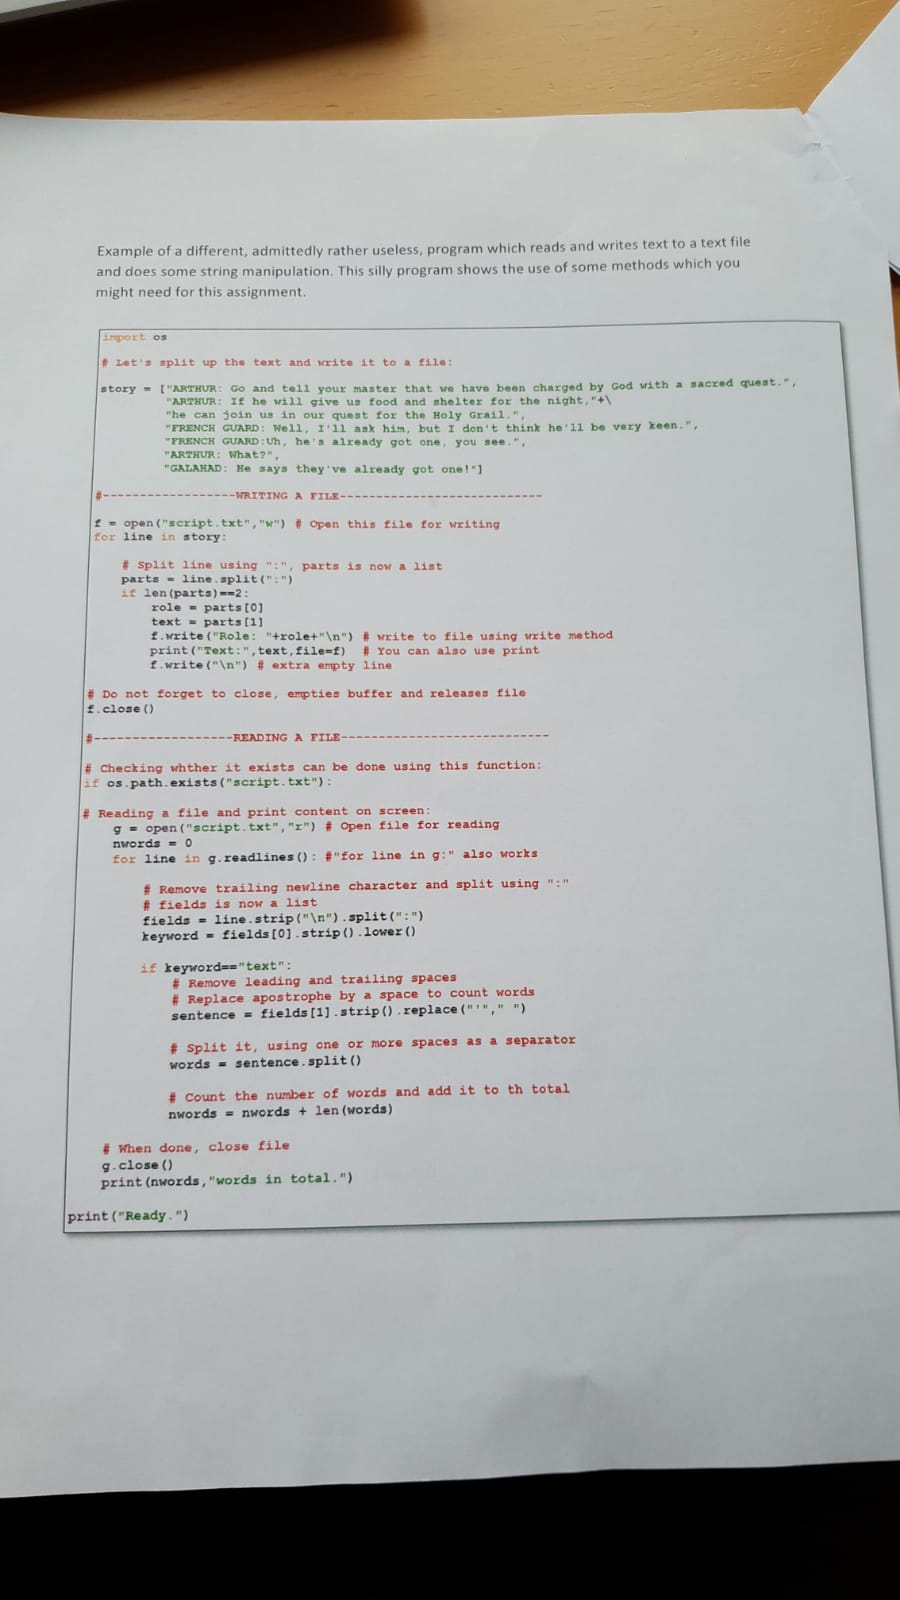 Example of a different, admittedly rather useless, program which reads and writes text to a text file
and does some string manipulation. This silly program shows the use of some methods which you
might need for this assignment.
import os
# Let's split up the text and write it to a file:
story = ["ARTHUR: Go and tell your master that we have been charged by God with a sacred quest.",
"ARTHUR: If he will give us food and shelter for the night,"+\
"he can join us in our quest for the Holy Grail.",
"FRENCH GUARD: Well, I'll ask him, but I don't think he'll be very keen.",
"FRENCH GUARD:Uh, he's already got one, you see.",
"ARTHUR: What?",
"GALAHAD: He says they've already got one!"]
#------------------WRITING A FILE----------------------------
f = open("script.txt","w") # Open this file for writing
for line in story:
# Split line using ":", parts is now a list
parts = line.split(":")
if len(parts)==2:
role = parts[0]
text = parts[1]
f.write("Role: "+role+"\n") # write to file using write method
print("Text:",text,file=f) # You can also use print
f.write("\n") # extra empty line
# Do not forget to close, empties buffer and releases file
f.close()
#-------------------READING A FILE----------------------------
# Checking whther it exists can be done using this function:
if os.path.exists("script.txt"):
# Reading a file and print content on screen:
g = open("script.txt","r") # Open file for reading
nwords = 0
for line in g.readlines(): #"for line in g:" also works
# Remove trailing newline character and split using ":"
# fields is now a list
fields = line.strip("\n").split(":")
keyword = fields[0].strip().lower()
if keyword=="text":
# Remove leading and trailing spaces
# Replace apostrophe by a space to count words
sentence = fields[1].strip().replace("'"," ")
# Split it, using one or more spaces as a separator
words = sentence.split()
# Count the number of words and add it to th total
nwords = nwords + len(words)
# When done, close file
g.close()
print(nwords,"words in total.")
print("Ready.")